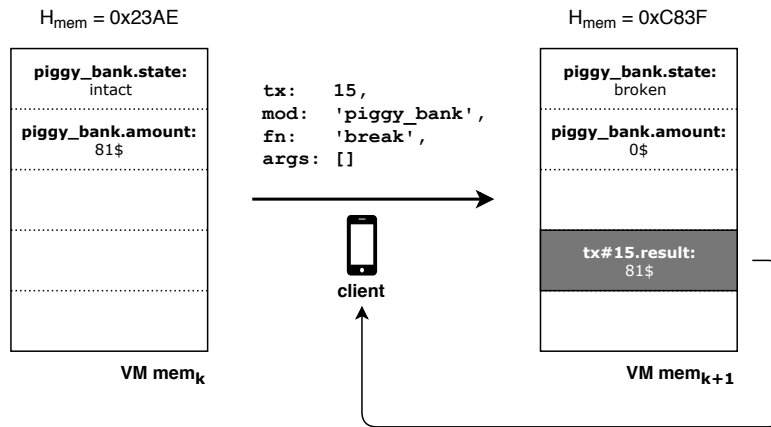 H_mem = 0x23AE
piggy_bank.state:
intact
piggy_bank.amount:
81$
VM mem_k
tx: 15,
mod: 'piggy_bank',
fn: 'break',
args: []
client
H_mem = 0xC83F
piggy_bank.state:
broken
piggy_bank.amount:
0$
tx#15.result:
81$
VM mem_k+1